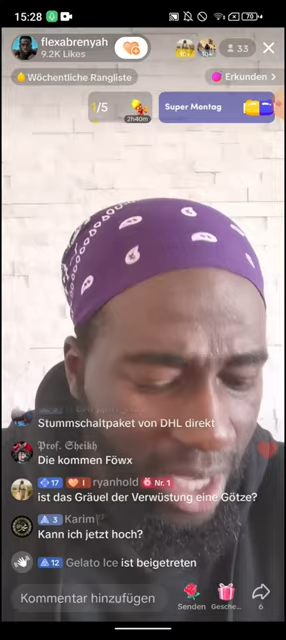 15:28
70
flexabrenyah
9.2K Likes
33
Wöchentliche Rangliste
Erkunden >
1/5
2h40m
Super Montag
Stummschaltpaket von DHL direkt
Prof. Sheikh
Die kommen Föwx
17 I ryanhold Nr. 1
ist das Gräuel der Verwüstung eine Götze?
3 Karim
Kann ich jetzt hoch?
12 Gelato Ice ist beigetreten
Kommentar hinzufügen
Senden
Gesche...
6